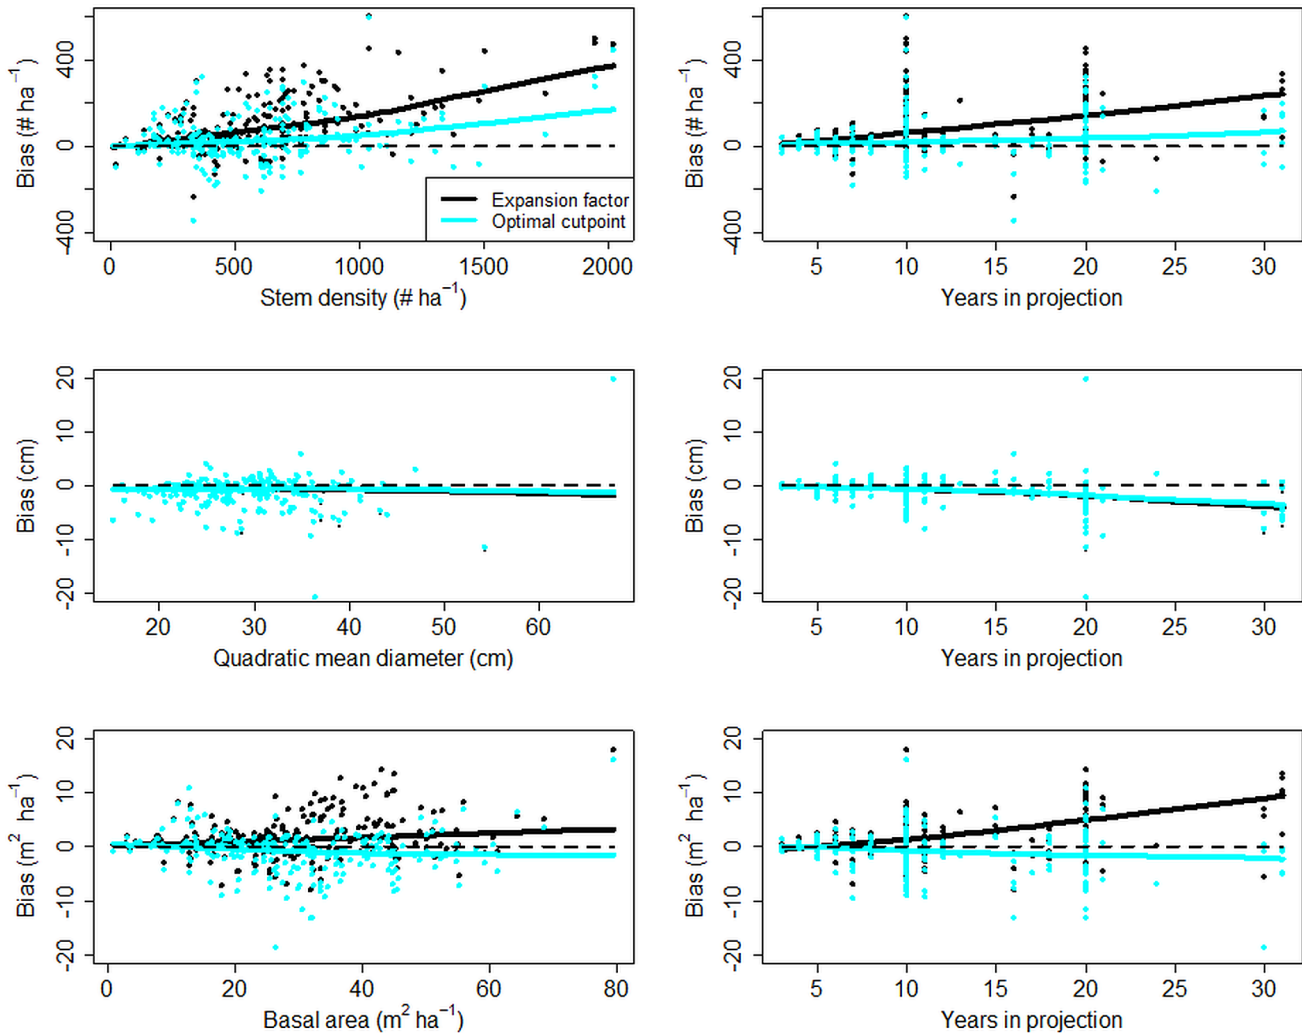 400
0
-400
Bias (# ha⁻¹)
0 500 1000 1500 2000
Stem density (# ha⁻¹)
Expansion factor
Optimal cutpoint
400
0
-400
Bias (# ha⁻¹)
5 10 15 20 25 30
Years in projection
20
10
0
-10
-20
Bias (cm)
20 30 40 50 60
Quadratic mean diameter (cm)
20
10
0
-10
-20
Bias (cm)
5 10 15 20 25 30
Years in projection
20
10
0
-10
-20
Bias (m² ha⁻¹)
0 20 40 60 80
Basal area (m² ha⁻¹)
20
10
0
-10
-20
Bias (m² ha⁻¹)
5 10 15 20 25 30
Years in projection